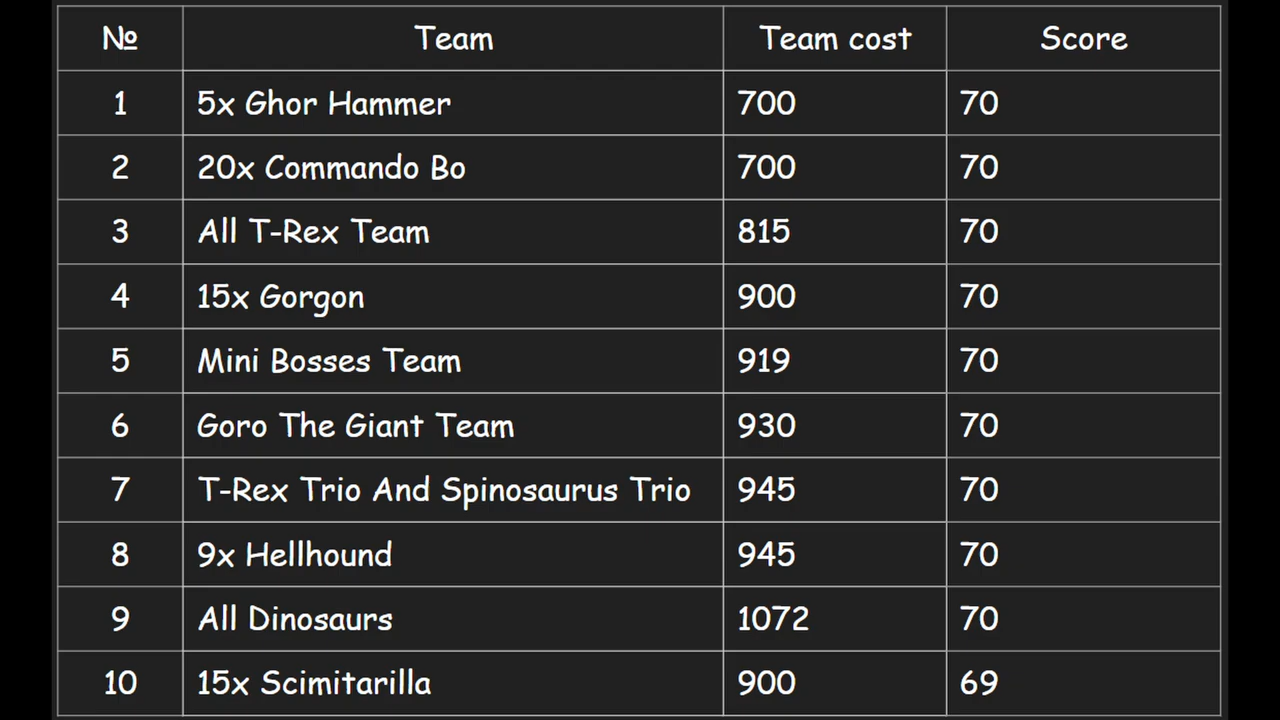 № Team Team cost Score
1 5x Ghor Hammer 700 70
2 20x Commando Bo 700 70
3 All T-Rex Team 815 70
4 15x Gorgon 900 70
5 Mini Bosses Team 919 70
6 Goro The Giant Team 930 70
7 T-Rex Trio And Spinosaurus Trio 945 70
8 9x Hellhound 945 70
9 All Dinosaurs 1072 70
10 15x Scimitarilla 900 69